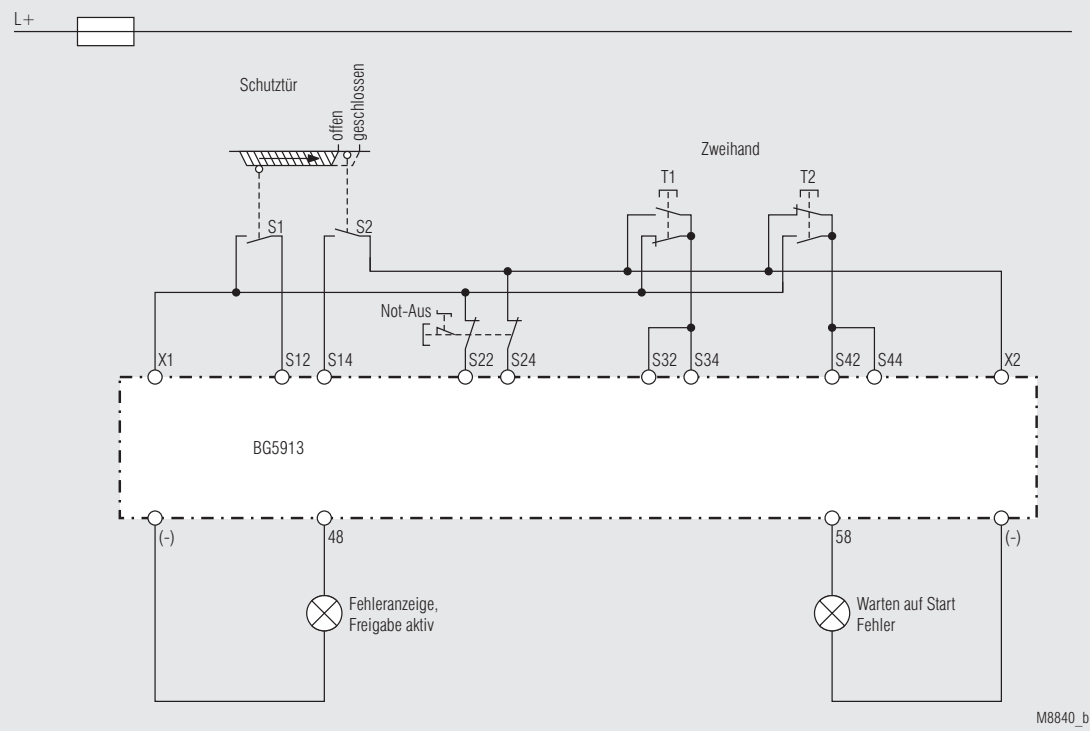 L+
Schutztür
offen
geschlossen
Zweihand
T1
T2
S1
S2
Not-Aus
X1
S12
S14
S22
S24
S32
S34
S42
S44
X2
BG5913
(-)
48
58
(-)
Fehleranzeige,
Freigabe aktiv
Warten auf Start
Fehler
M8840_b